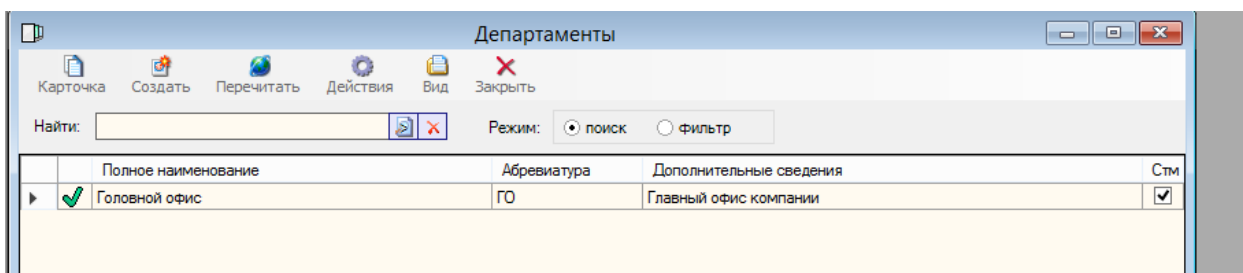 Департаменты
Карточка Создать Перечитать Действия Вид Закрыть
Найти: Режим: поиск фильтр
Полное наименование Абревиатура Дополнительные сведения Стм
Головной офис ГО Главный офис компании